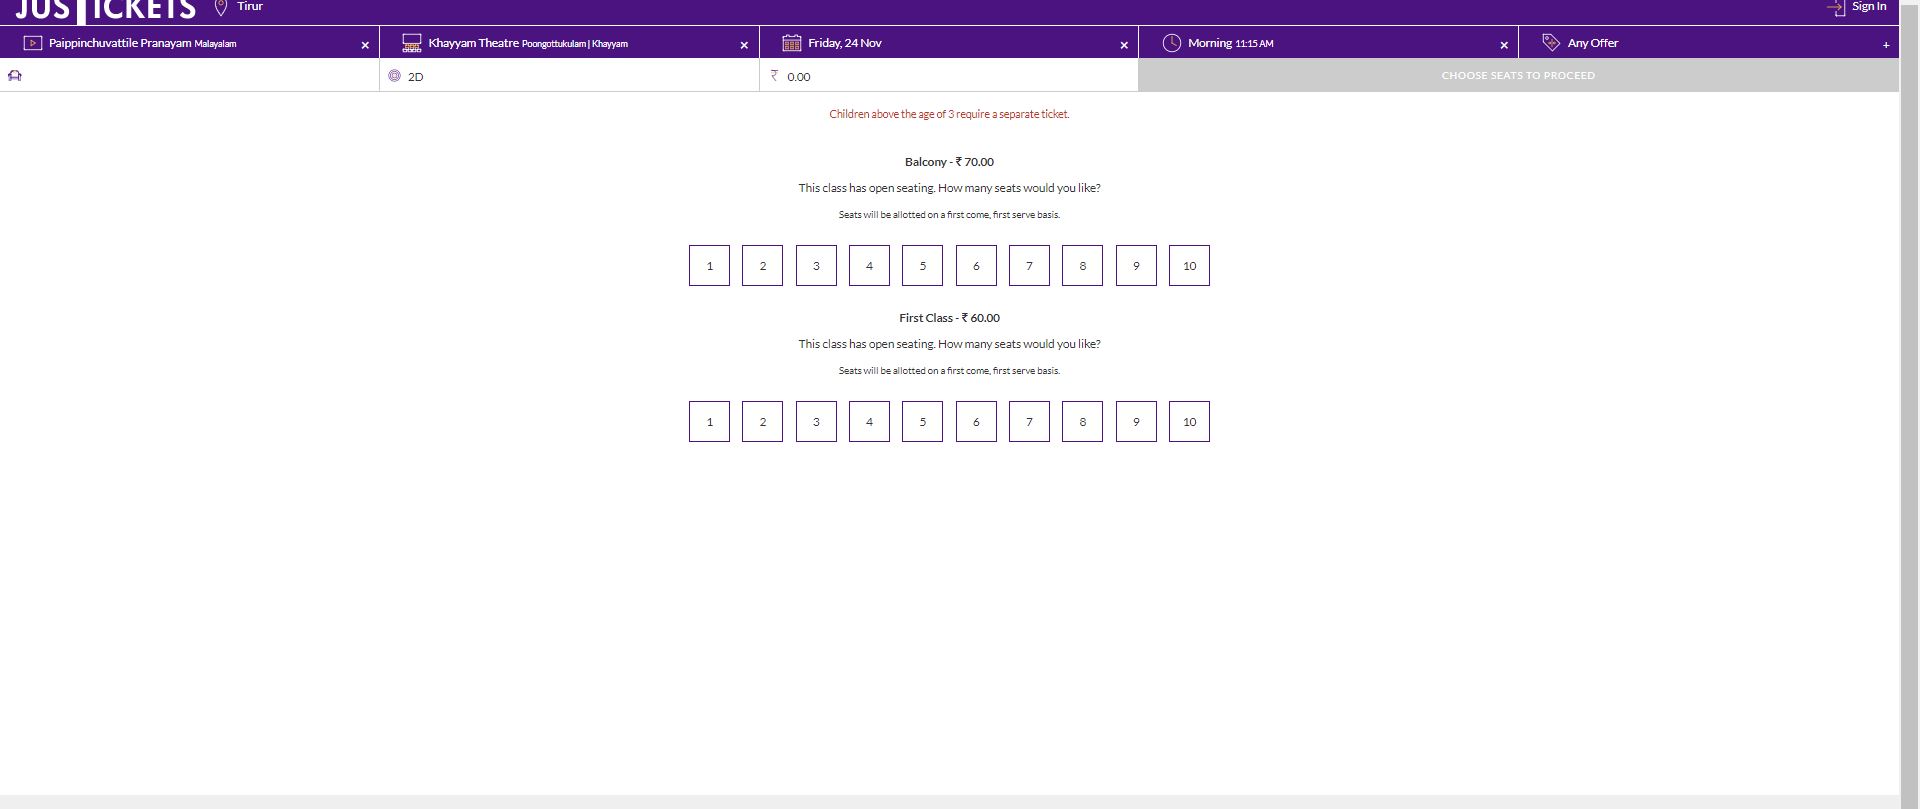 JUSTICKETS Tirur Sign In
Paippinchuvattile Pranayam Malayalam × Khayyam Theatre Poongottukulam | Khayyam × Friday, 24 Nov × Morning 11:15 AM × Any Offer +
2D ₹ 0.00 CHOOSE SEATS TO PROCEED
Children above the age of 3 require a separate ticket.
Balcony - ₹ 70.00
This class has open seating. How many seats would you like?
Seats will be allotted on a first come, first serve basis.
1 2 3 4 5 6 7 8 9 10
First Class - ₹ 60.00
This class has open seating. How many seats would you like?
Seats will be allotted on a first come, first serve basis.
1 2 3 4 5 6 7 8 9 10